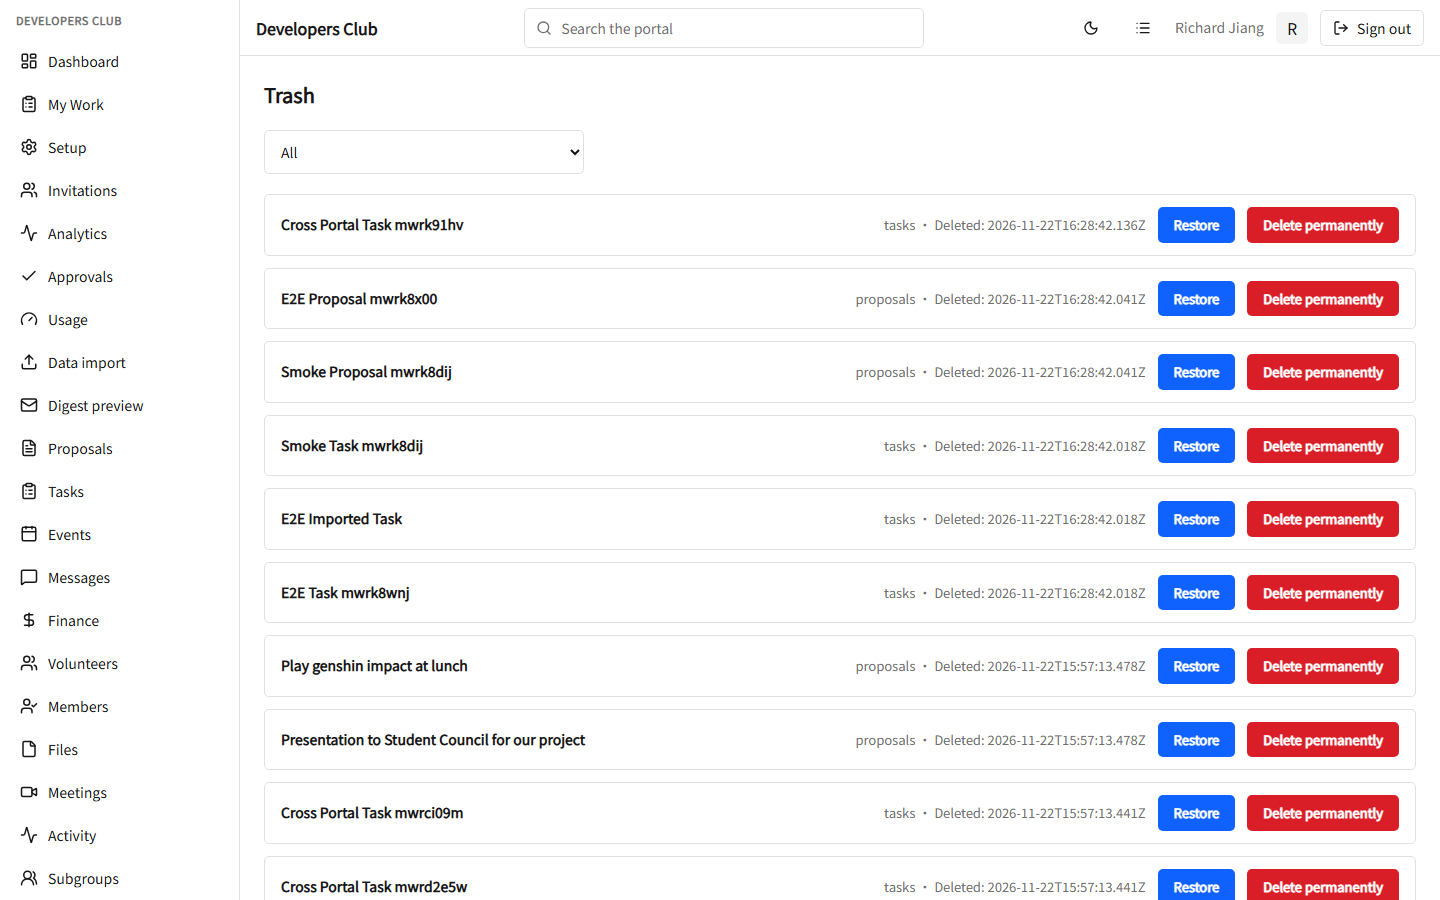 DEVELOPERS CLUB
Dashboard
My Work
Setup
Invitations
Analytics
Approvals
Usage
Data import
Digest preview
Proposals
Tasks
Events
Messages
Finance
Volunteers
Members
Files
Meetings
Activity
Subgroups
Developers Club
Search the portal
Richard Jiang
R
Sign out
Trash
All
Cross Portal Task mwrk91hv tasks • Deleted: 2026-11-22T16:28:42.136Z Restore Delete permanently
E2E Proposal mwrk8x00 proposals • Deleted: 2026-11-22T16:28:42.041Z Restore Delete permanently
Smoke Proposal mwrk8dij proposals • Deleted: 2026-11-22T16:28:42.041Z Restore Delete permanently
Smoke Task mwrk8dij tasks • Deleted: 2026-11-22T16:28:42.018Z Restore Delete permanently
E2E Imported Task tasks • Deleted: 2026-11-22T16:28:42.018Z Restore Delete permanently
E2E Task mwrk8wnj tasks • Deleted: 2026-11-22T16:28:42.018Z Restore Delete permanently
Play genshin impact at lunch proposals • Deleted: 2026-11-22T15:57:13.478Z Restore Delete permanently
Presentation to Student Council for our project proposals • Deleted: 2026-11-22T15:57:13.478Z Restore Delete permanently
Cross Portal Task mwrci09m tasks • Deleted: 2026-11-22T15:57:13.441Z Restore Delete permanently
Cross Portal Task mwrd2e5w tasks • Deleted: 2026-11-22T15:57:13.441Z Restore Delete permanently